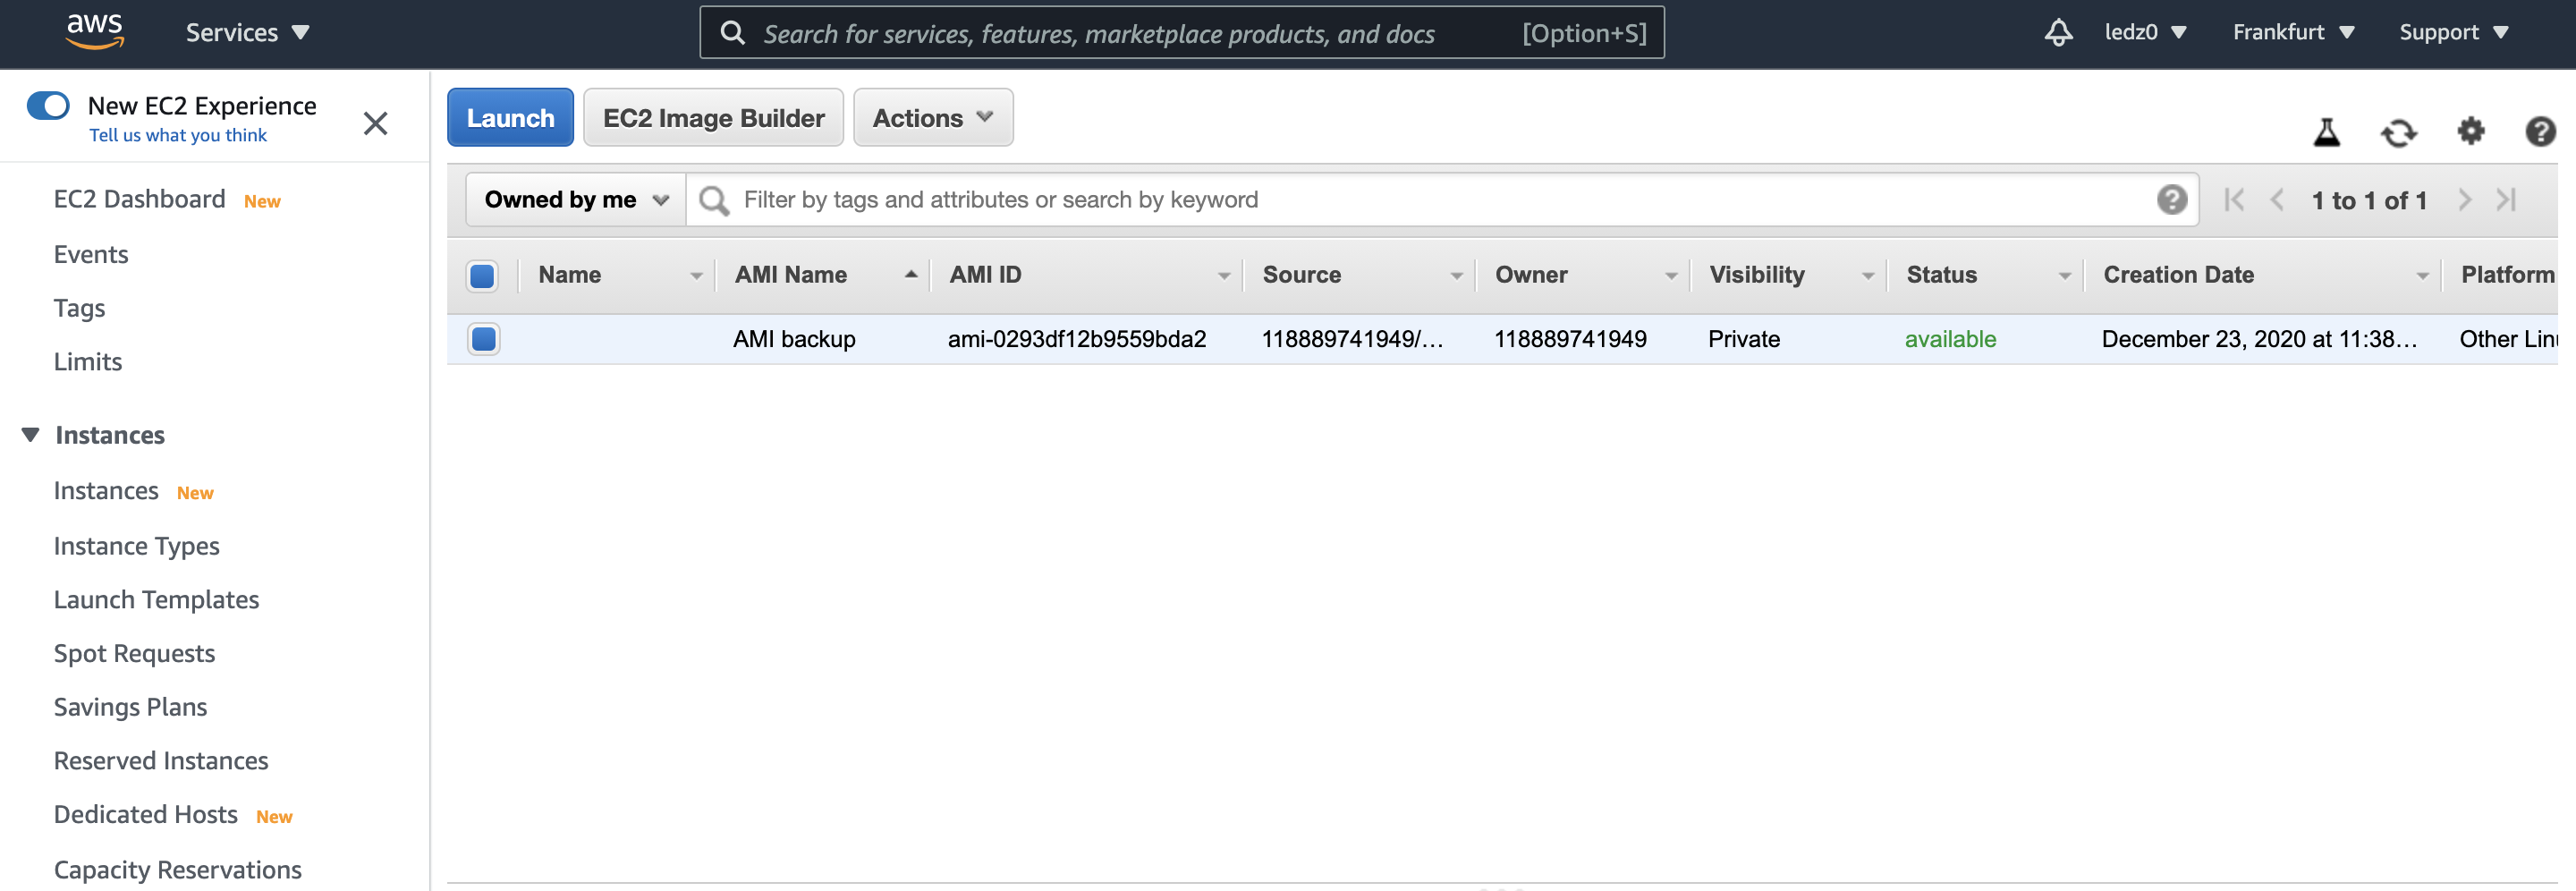 aws Services Search for services, features, marketplace products, and docs [Option+S] ledz0 Frankfurt Support
New EC2 Experience
Tell us what you think
EC2 Dashboard New
Events
Tags
Limits
Instances
Instances New
Instance Types
Launch Templates
Spot Requests
Savings Plans
Reserved Instances
Dedicated Hosts New
Capacity Reservations
Launch EC2 Image Builder Actions
Owned by me Filter by tags and attributes or search by keyword 1 to 1 of 1
Name AMI Name AMI ID Source Owner Visibility Status Creation Date Platform
AMI backup ami-0293df12b9559bda2 118889741949/... 118889741949 Private available December 23, 2020 at 11:38... Other Linu